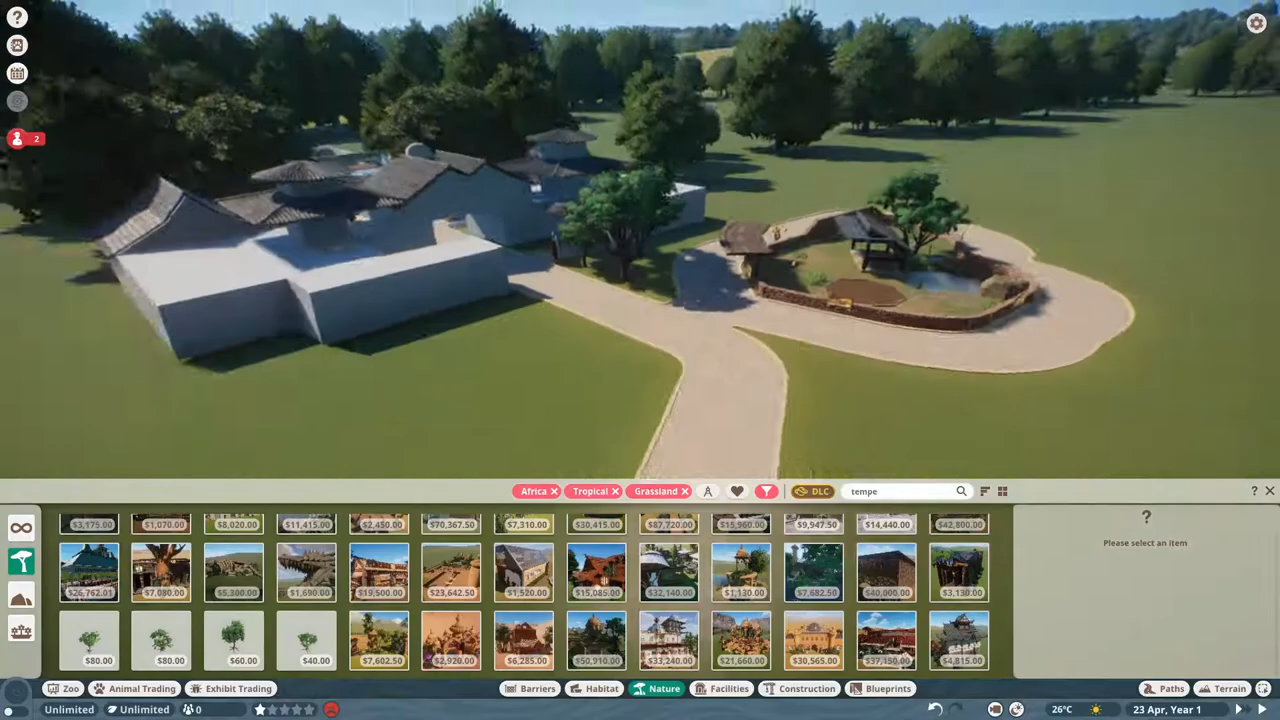 2
Africa ✕ Tropical ✕ Grassland ✕ DLC tempe ? ✕
$3,175.00 $1,070.00 $8,020.00 $11,415.00 $2,450.00 $70,367.50 $7,310.00 $30,415.00 $87,720.00 $15,960.00 $9,947.50 $14,440.00 $42,800.00
?
Please select an item
$26,762.01 $7,080.00 $5,300.00 $1,690.00 $19,500.00 $23,642.50 $1,520.00 $15,085.00 $32,140.00 $1,130.00 $7,682.50 $40,000.00 $3,130.00
$80.00 $80.00 $60.00 $40.00 $7,602.50 $2,920.00 $6,285.00 $50,910.00 $33,240.00 $21,660.00 $30,565.00 $37,150.00 $4,815.00
Zoo Animal Trading Exhibit Trading Barriers Habitat Nature Facilities Construction Blueprints Paths Terrain
Unlimited Unlimited 0 26°C 23 Apr, Year 1